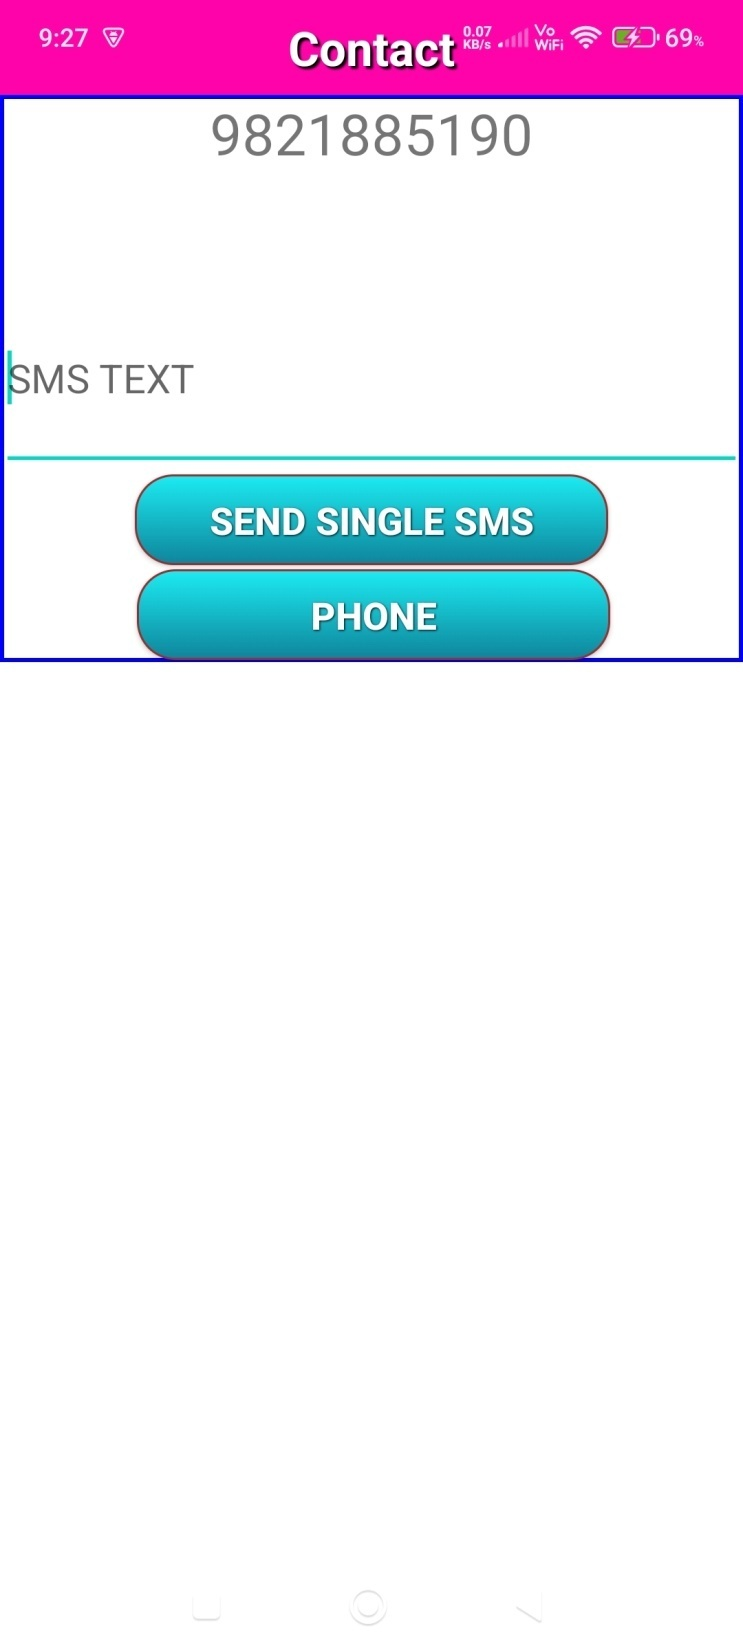 9:27
Contact
0.07
KB/s
Vo
WiFi
69%
9821885190
SMS TEXT
SEND SINGLE SMS
PHONE